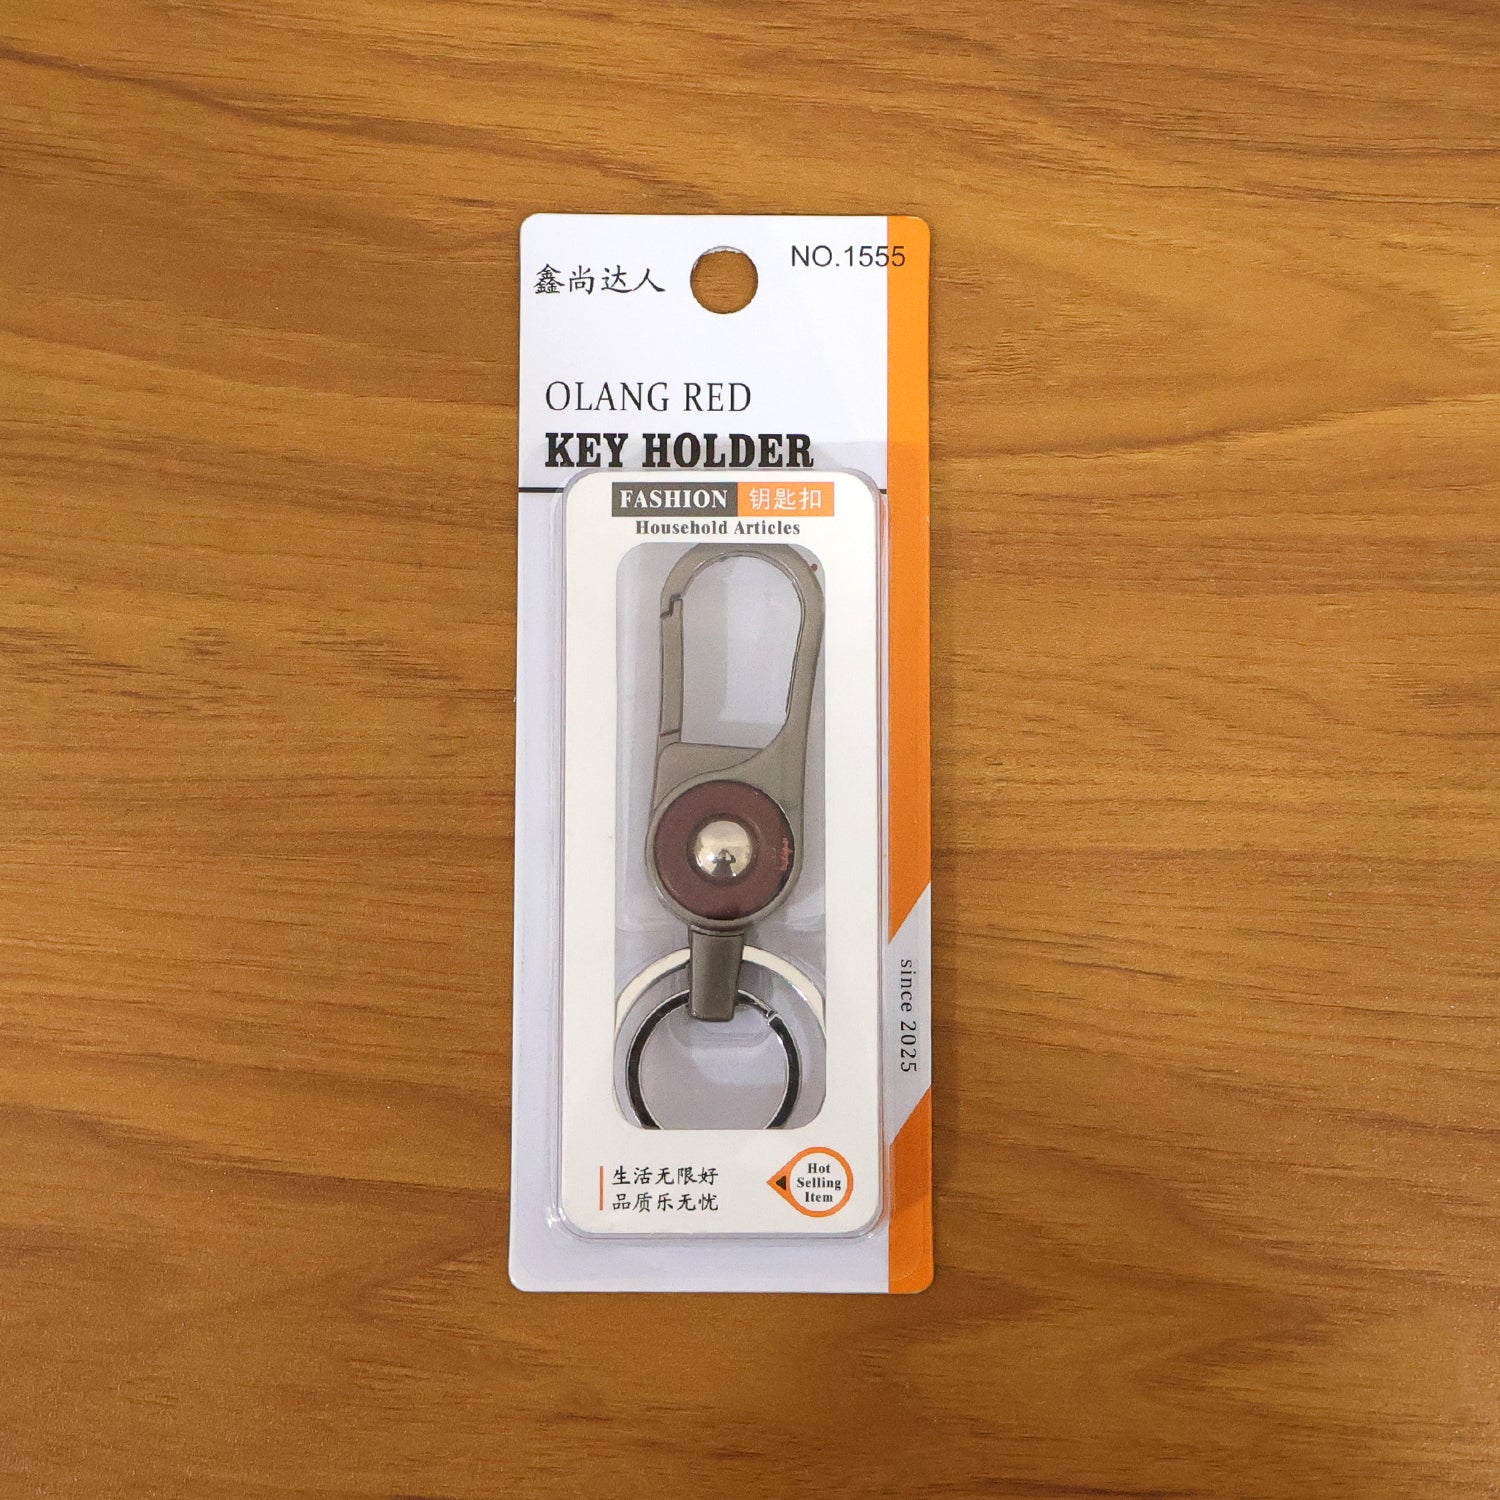 鑫尚达人
NO.1555
OLANG RED
KEY HOLDER
FASHION 钥匙扣
Household Articles
since 2025
生活无限好
品质乐无忧
Hot
Selling
Item